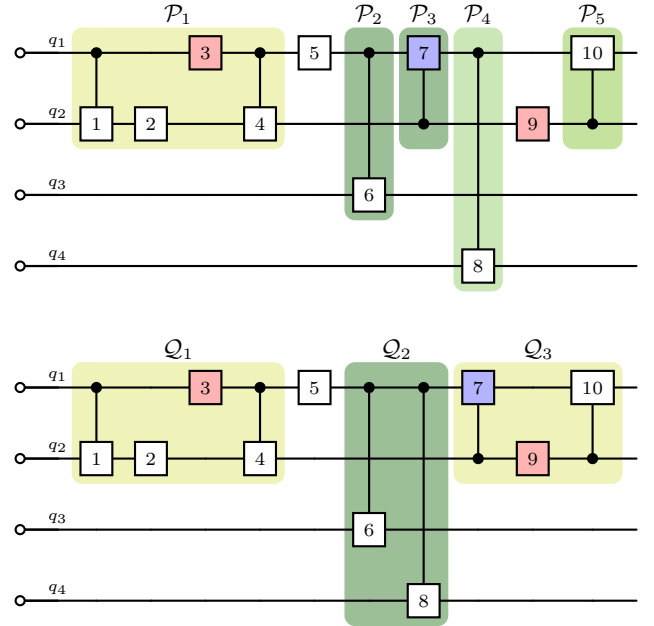 𝒫₁ 𝒫₂ 𝒫₃ 𝒫₄ 𝒫₅
q₁ 3 5 7 10
q₂ 1 2 4 9
q₃ 6
q₄ 8
𝒬₁ 𝒬₂ 𝒬₃
q₁ 3 5 7 10
q₂ 1 2 4 9
q₃ 6
q₄ 8